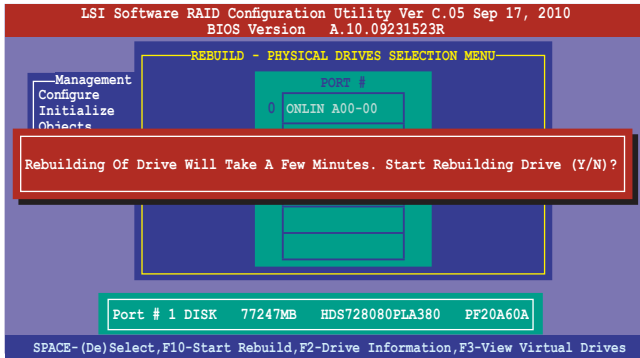 LSI Software RAID Configuration Utility Ver C.05 Sep 17, 2010
BIOS Version A.10.09231523R
REBUILD - PHYSICAL DRIVES SELECTION MENU
Management
Configure
Initialize
Objects
PORT #
0 ONLIN A00-00
Rebuilding Of Drive Will Take A Few Minutes. Start Rebuilding Drive (Y/N)?
Port # 1 DISK 77247MB HDS728080PLA380 PF20A60A
SPACE-(De)Select,F10-Start Rebuild,F2-Drive Information,F3-View Virtual Drives